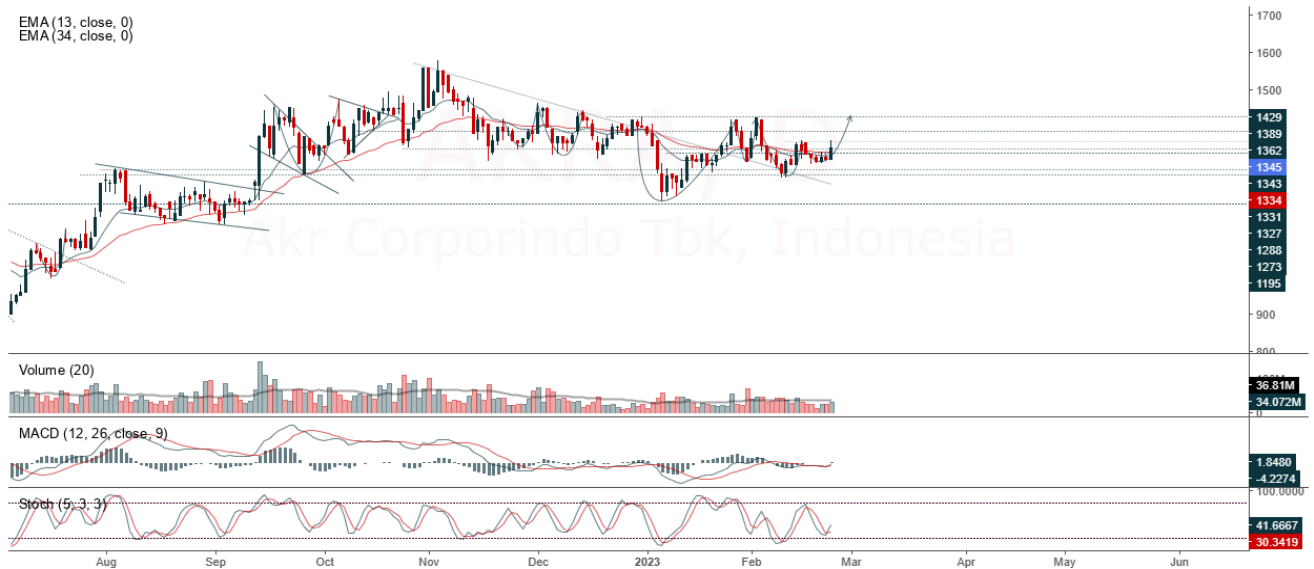 EMA (13, close, 0)
EMA (34, close, 0)
1700
1600
1500
1429
1389
1362
1345
1343
1334
1331
1327
1288
1273
1195
900
800
Akr Corporindo Tbk, Indonesia
Volume (20)
36.81M
34.072M
0
MACD (12, 26, close, 9)
1.8480
-4.2274
Stoch (5, 3, 3)
100.0000
41.6667
30.3419
Aug Sep Oct Nov Dec 2023 Feb Mar Apr May Jun